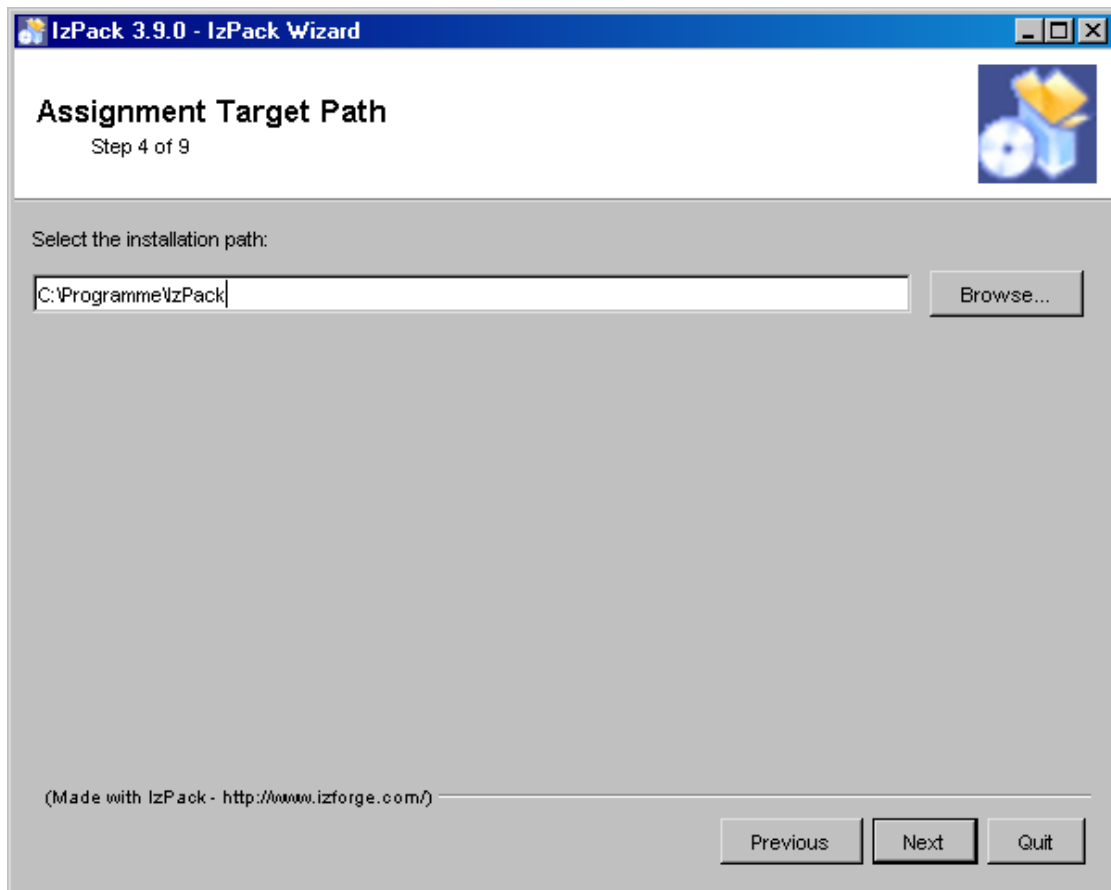 IzPack 3.9.0 - IzPack Wizard
Assignment Target Path
Step 4 of 9
Select the installation path:
C:\Programme\IzPack
Browse...
(Made with IzPack - http://www.izforge.com/)
Previous
Next
Quit